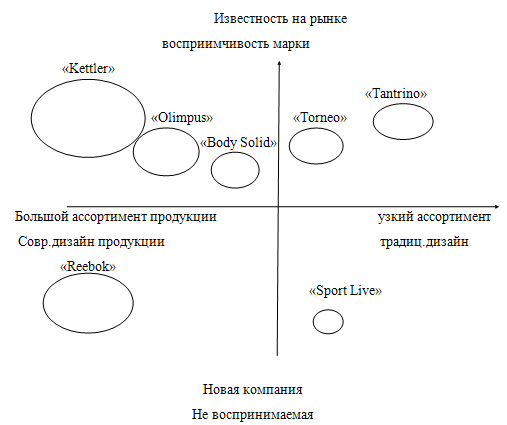 Известность на рынке
восприимчивость марки
«Kettler»
«Tantrino»
«Olimpus»
«Torneo»
«Body Solid»
Большой ассортимент продукции
узкий ассортимент
Совр.дизайн продукции
традиц.дизайн
«Reebok»
«Sport Live»
Новая компания
Не воспринимаемая